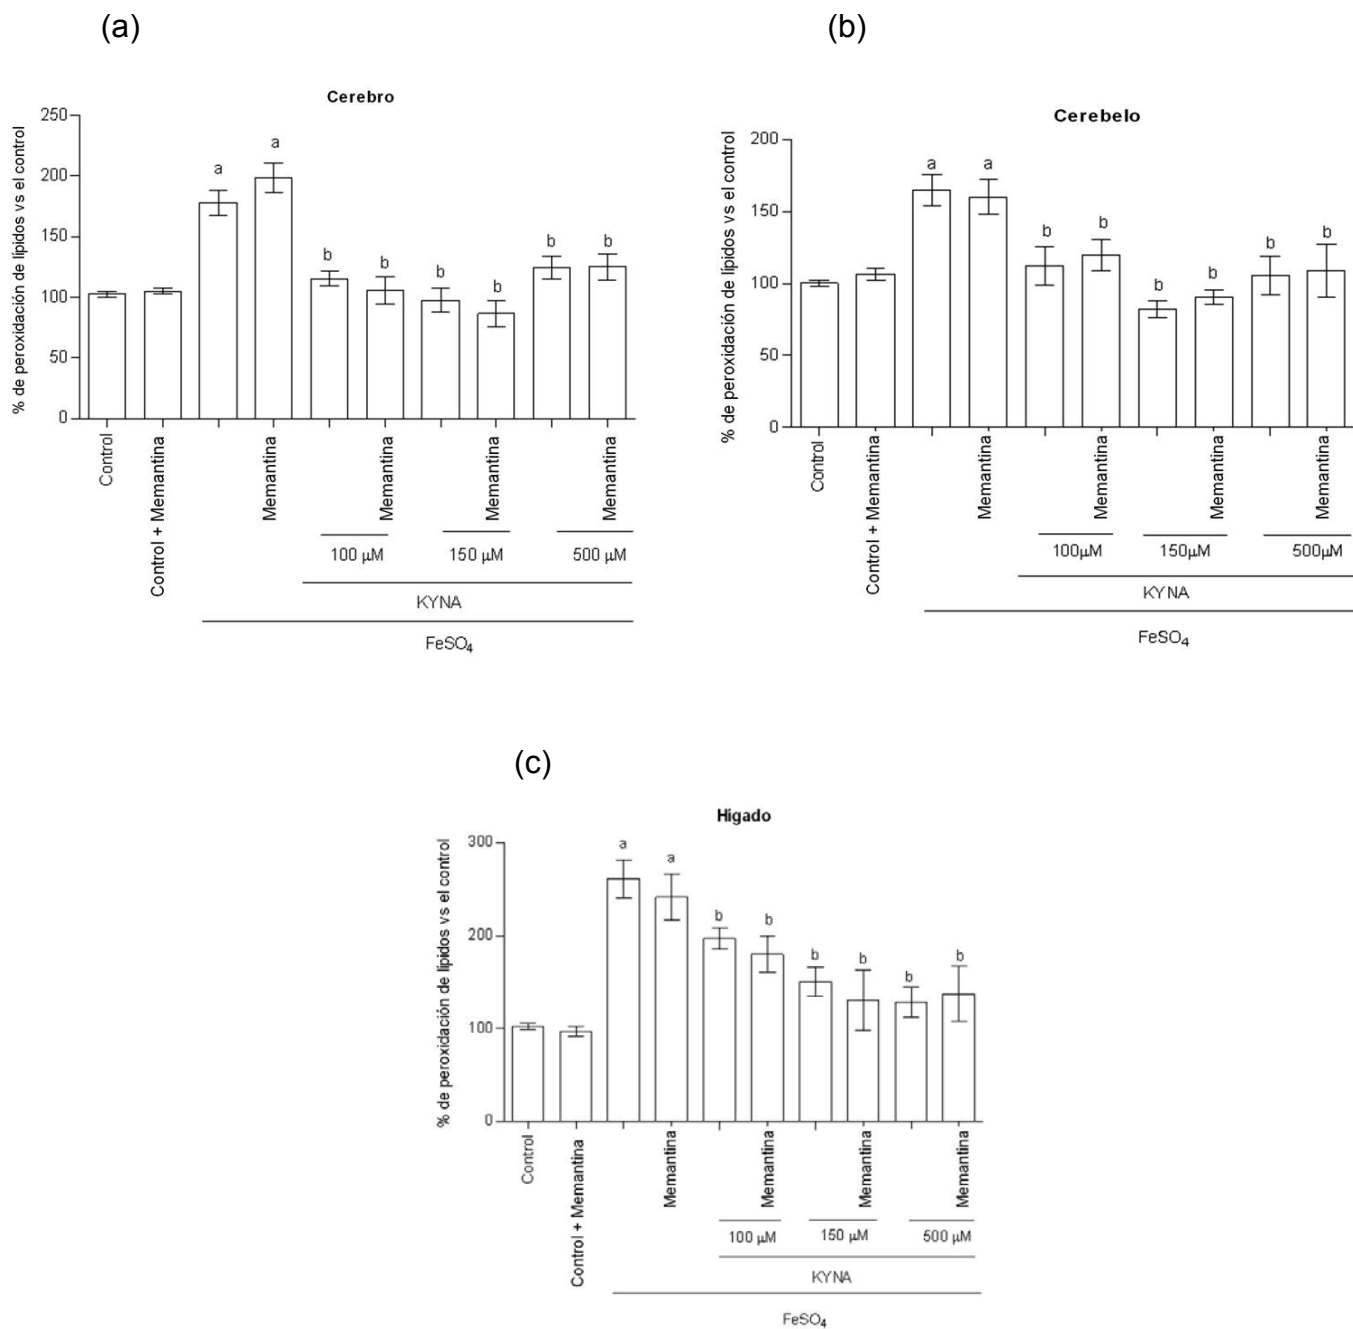 (a)
Cerebro
% de peroxidación de lipidos vs el control
250
200
150
100
50
0
a
a
b
b
b
b
b
b
Control
Control + Memantina
Memantina
Memantina
Memantina
Memantina
100 µM
150 µM
500 µM
KYNA
FeSO4
(b)
Cerebelo
% de peroxidación de lipidos vs el control
200
150
100
50
0
a
a
b
b
b
b
b
b
Control
Control + Memantina
Memantina
Memantina
Memantina
Memantina
100µM
150µM
500µM
KYNA
FeSO4
(c)
Higado
% de peroxidación de lipidos vs el control
300
200
100
0
a
a
b
b
b
b
b
b
Control
Control + Memantina
Memantina
Memantina
Memantina
Memantina
100 µM
150 µM
500 µM
KYNA
FeSO4